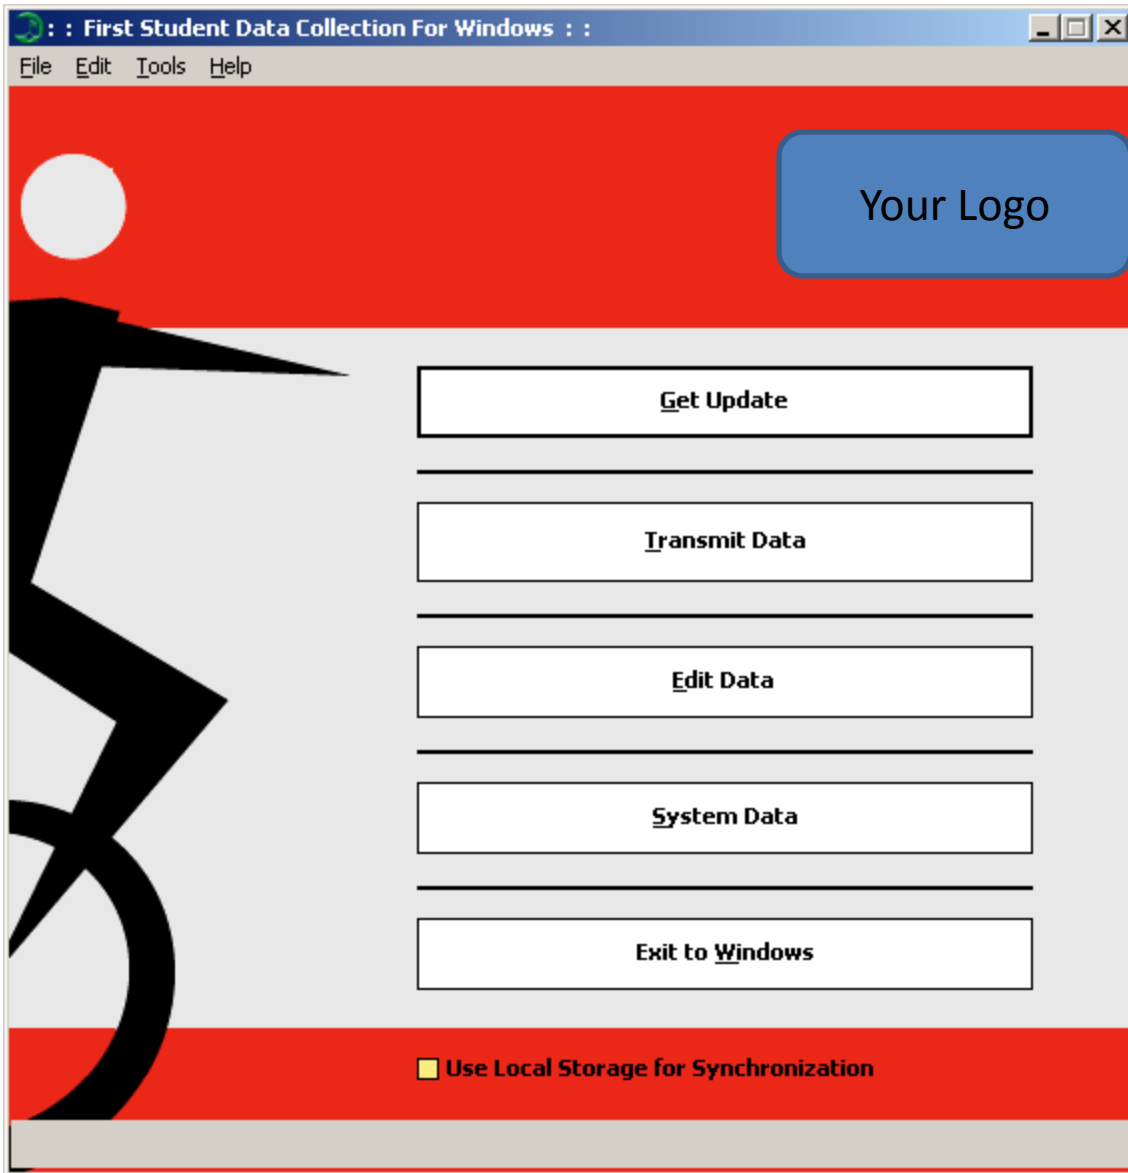 : : First Student Data Collection For Windows : :
File Edit Tools Help
Your Logo
Get Update
Transmit Data
Edit Data
System Data
Exit to Windows
Use Local Storage for Synchronization